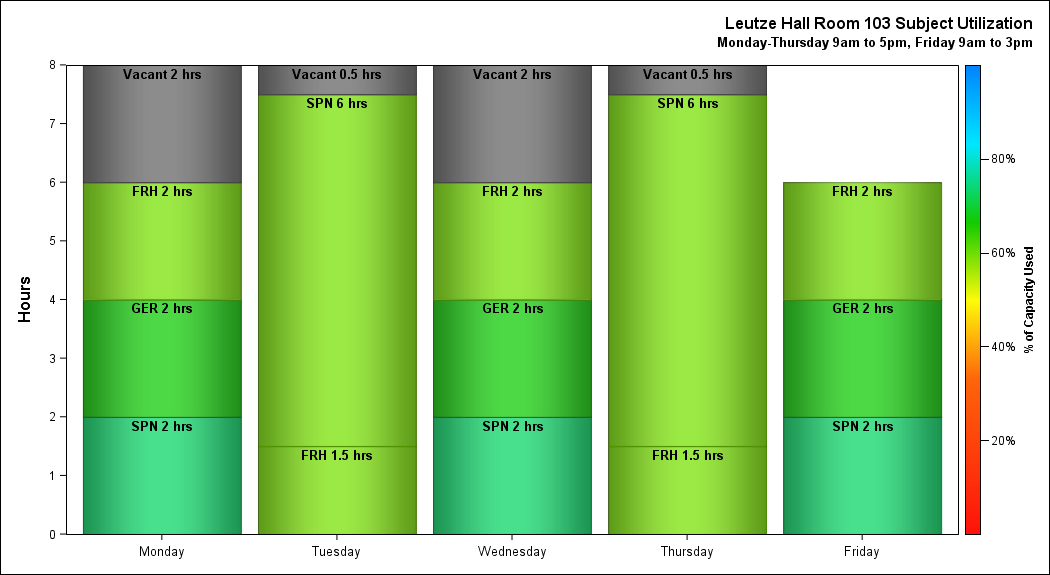 Leutze Hall Room 103 Subject Utilization
Monday-Thursday 9am to 5pm, Friday 9am to 3pm
Hours
8
7
6
5
4
3
2
1
0
Vacant 2 hrs
FRH 2 hrs
GER 2 hrs
SPN 2 hrs
Vacant 0.5 hrs
SPN 6 hrs
FRH 1.5 hrs
Vacant 2 hrs
FRH 2 hrs
GER 2 hrs
SPN 2 hrs
Vacant 0.5 hrs
SPN 6 hrs
FRH 1.5 hrs
FRH 2 hrs
GER 2 hrs
SPN 2 hrs
Monday
Tuesday
Wednesday
Thursday
Friday
80%
60%
40%
20%
% of Capacity Used